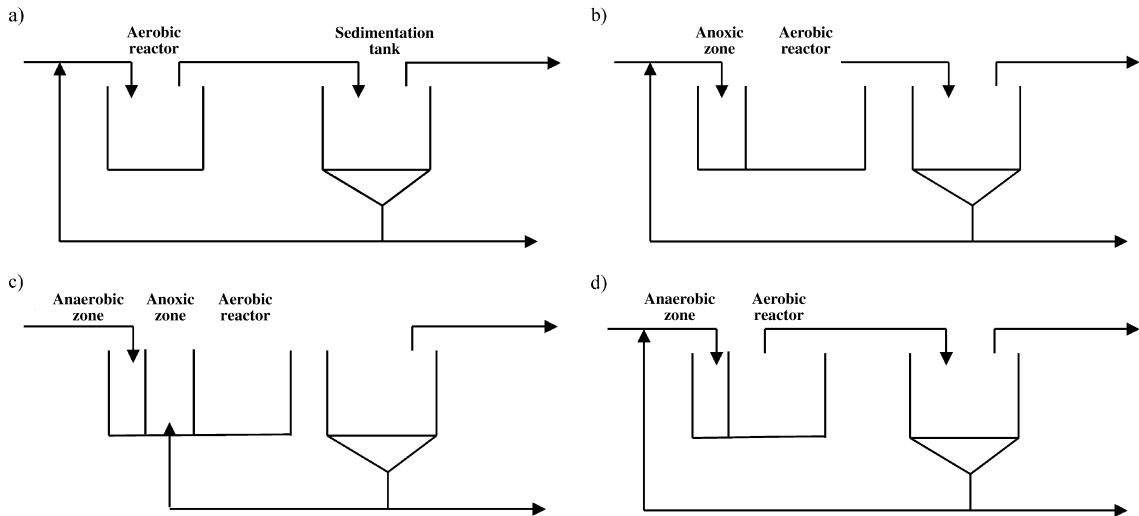 a)
Aerobic
reactor
Sedimentation
tank
b)
Anoxic
zone
Aerobic
reactor
c)
Anaerobic
zone
Anoxic
zone
Aerobic
reactor
d)
Anaerobic
zone
Aerobic
reactor